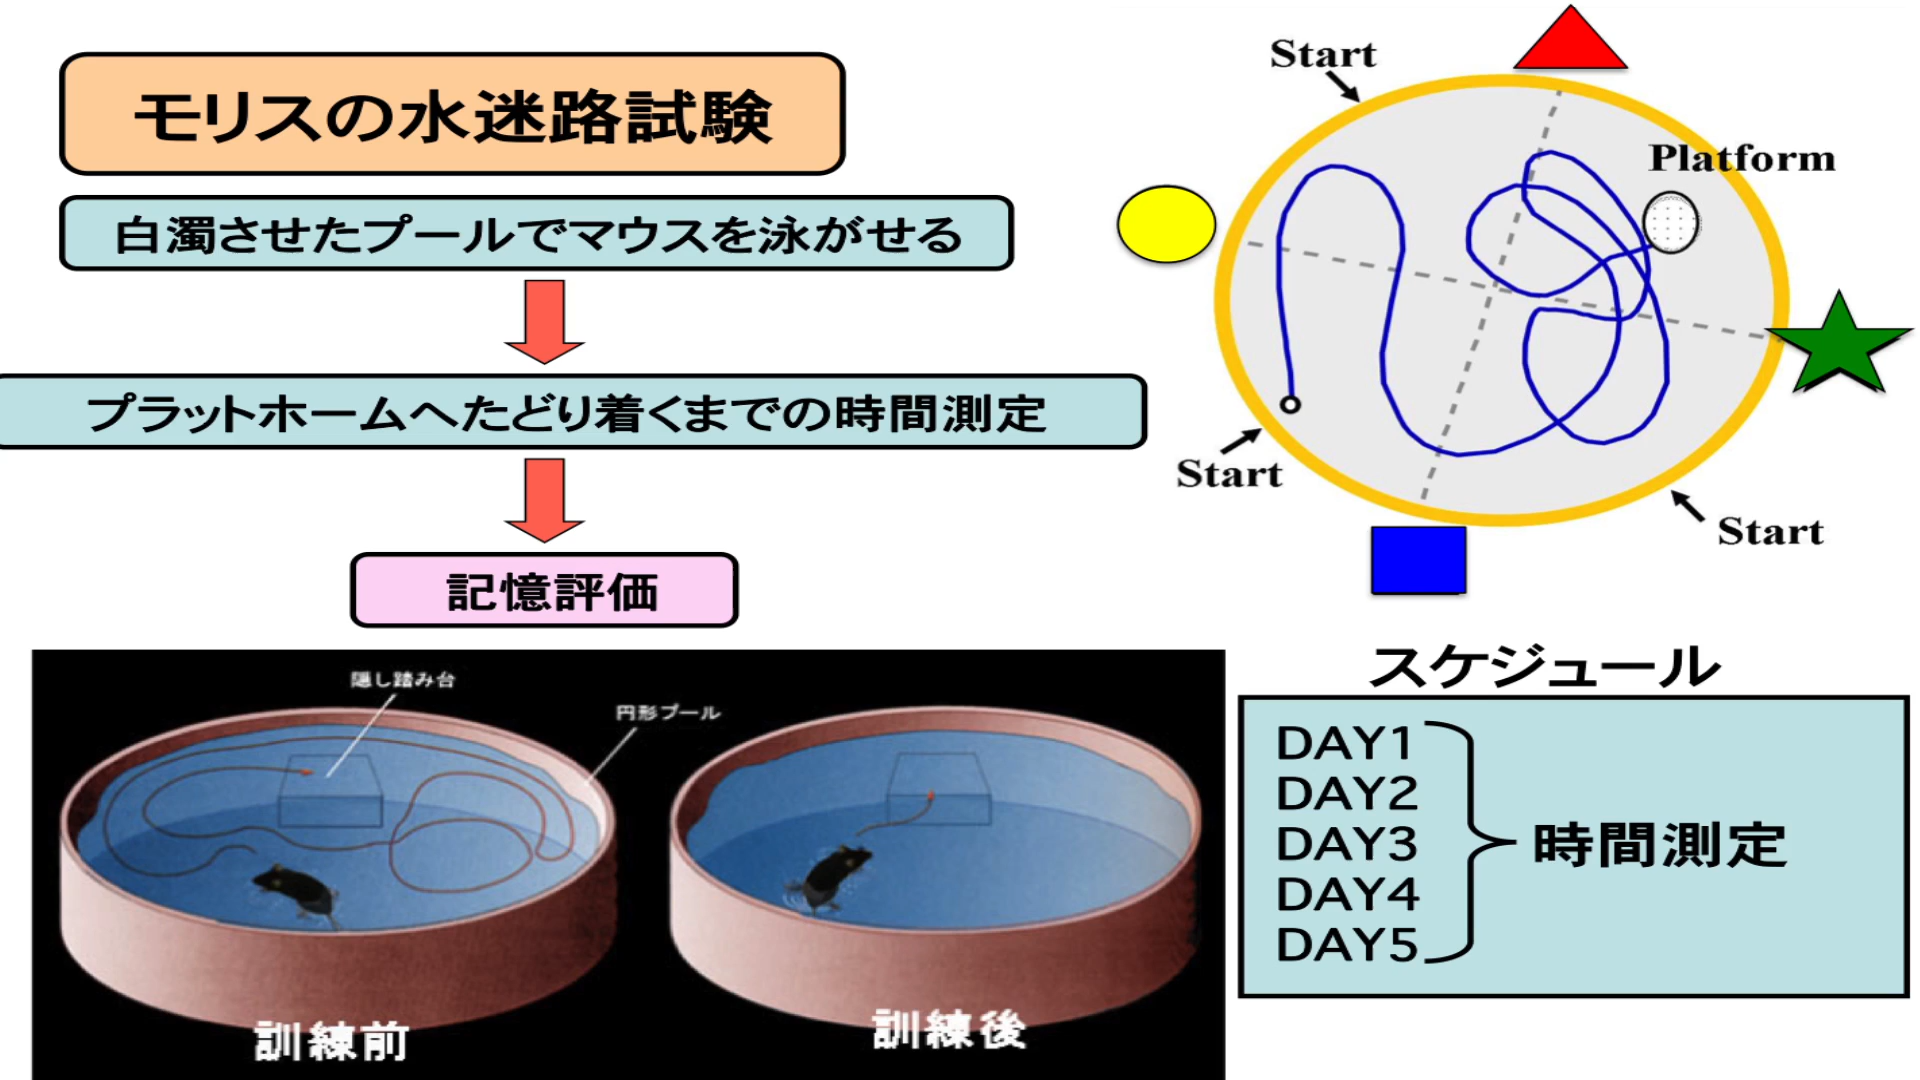 モリスの水迷路試験
白濁させたプールでマウスを泳がせる
プラットホームへたどり着くまでの時間測定
記憶評価
Start
Platform
Start
Start
隠し踏み台
円形プール
訓練前
訓練後
スケジュール
DAY1
DAY2
DAY3
DAY4
DAY5
時間測定